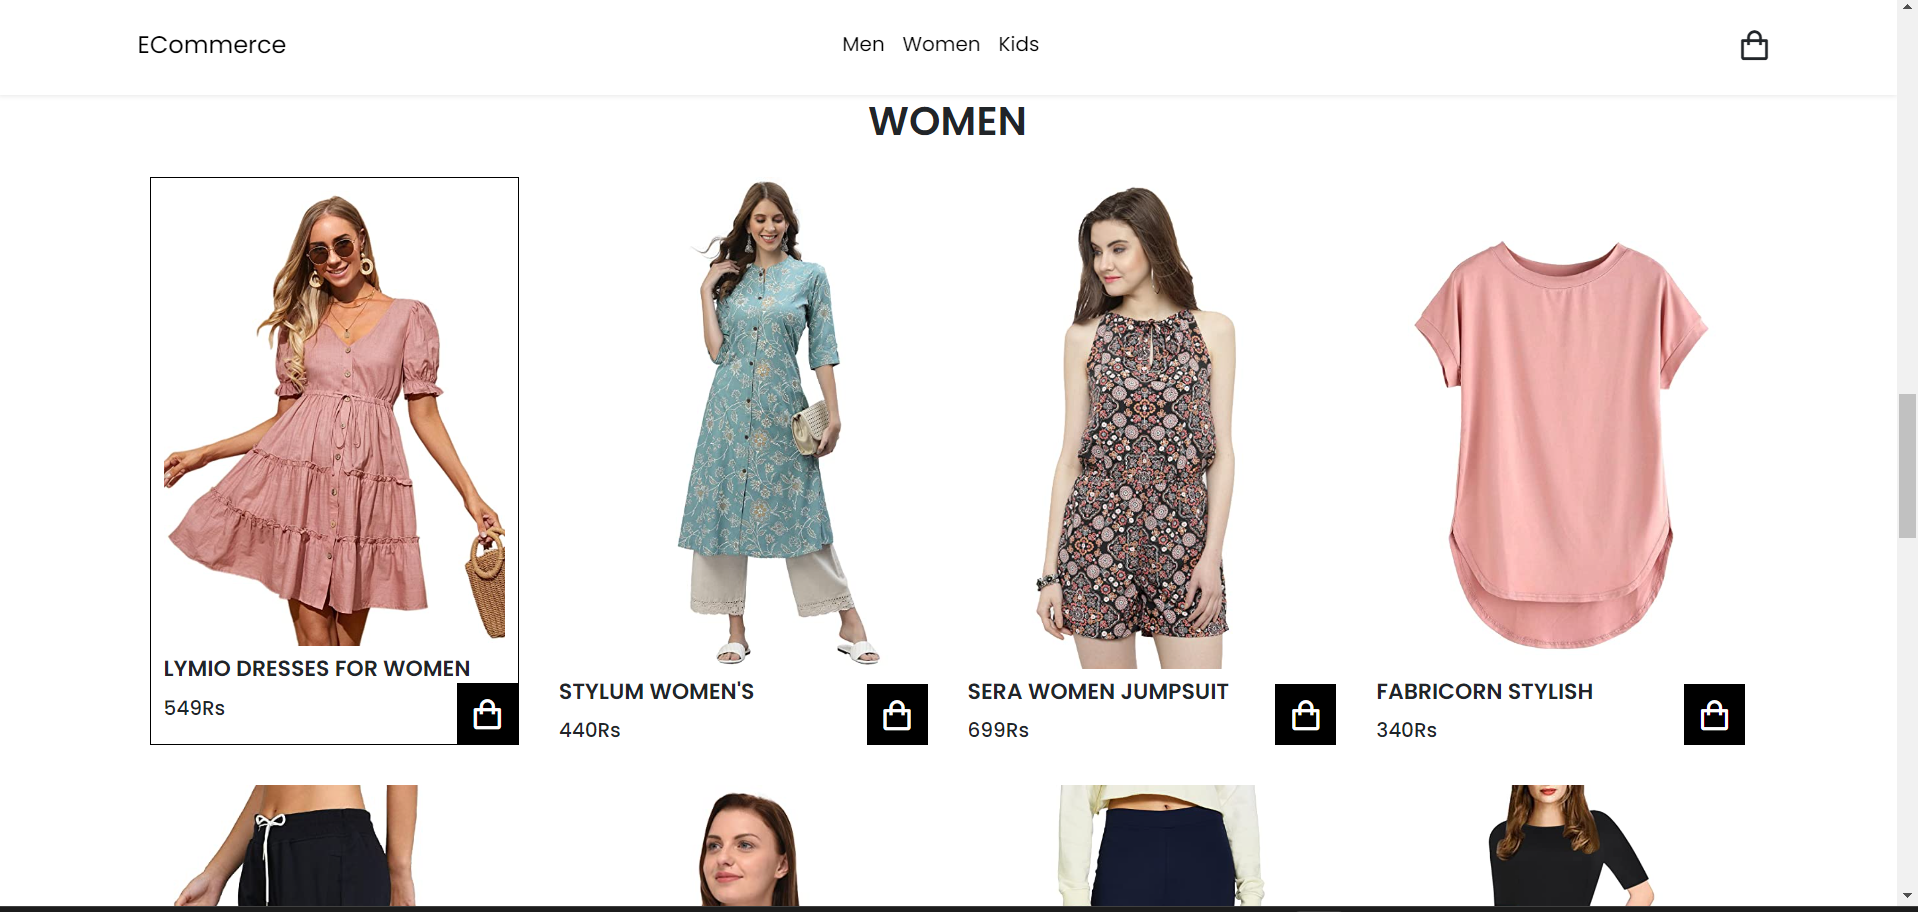 ECommerce
Men Women Kids
WOMEN
LYMIO DRESSES FOR WOMEN
549Rs
STYLUM WOMEN'S
440Rs
SERA WOMEN JUMPSUIT
699Rs
FABRICORN STYLISH
340Rs